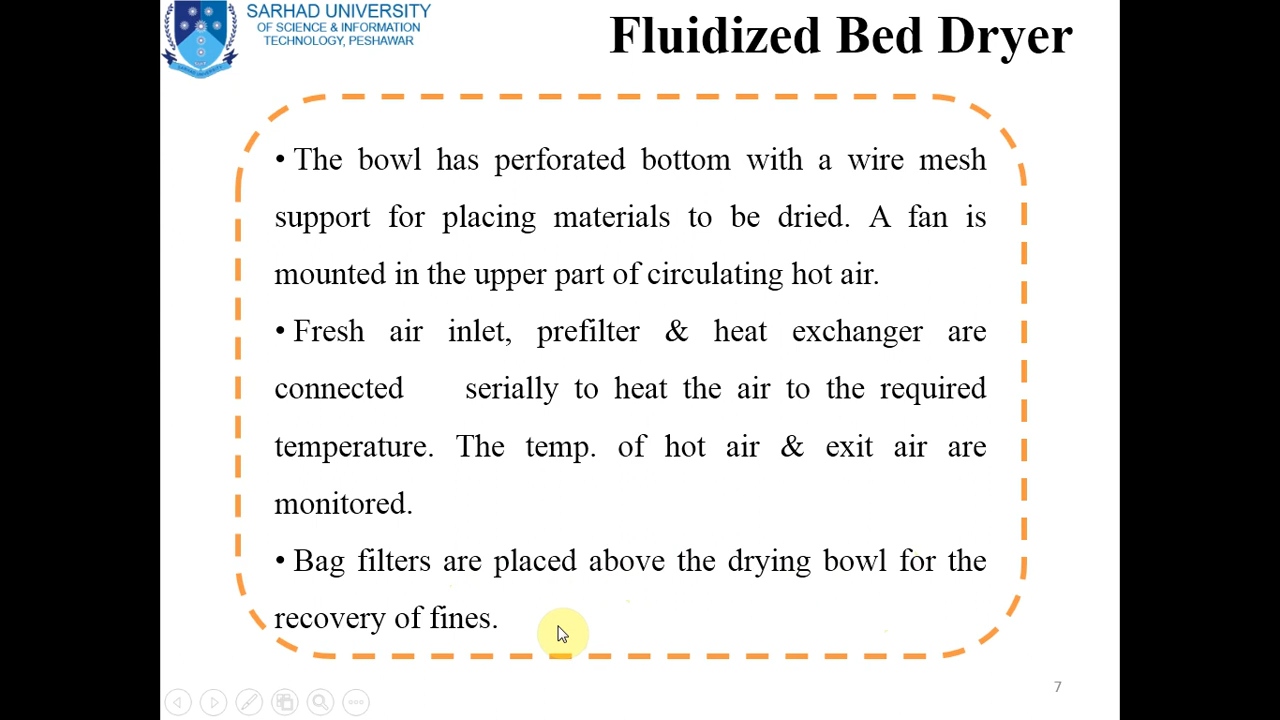 SARHAD UNIVERSITY
OF SCIENCE & INFORMATION
TECHNOLOGY, PESHAWAR
Fluidized Bed Dryer
• The bowl has perforated bottom with a wire mesh
support for placing materials to be dried. A fan is
mounted in the upper part of circulating hot air.
• Fresh air inlet, prefilter & heat exchanger are
connected serially to heat the air to the required
temperature. The temp. of hot air & exit air are
monitored.
• Bag filters are placed above the drying bowl for the
recovery of fines.
7